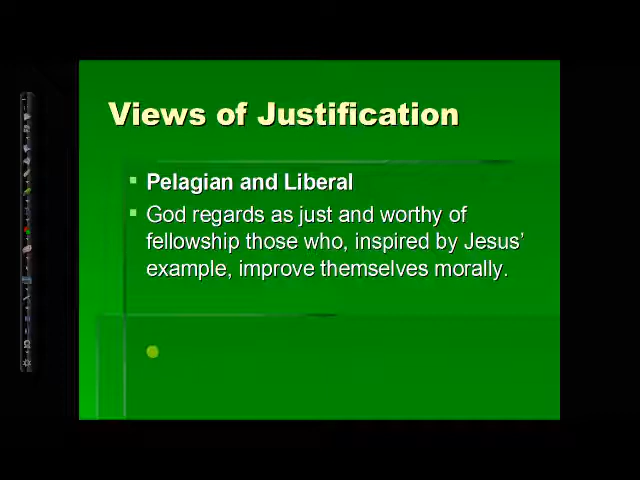 Views of Justification
Pelagian and Liberal
God regards as just and worthy of
fellowship those who, inspired by Jesus’
example, improve themselves morally.